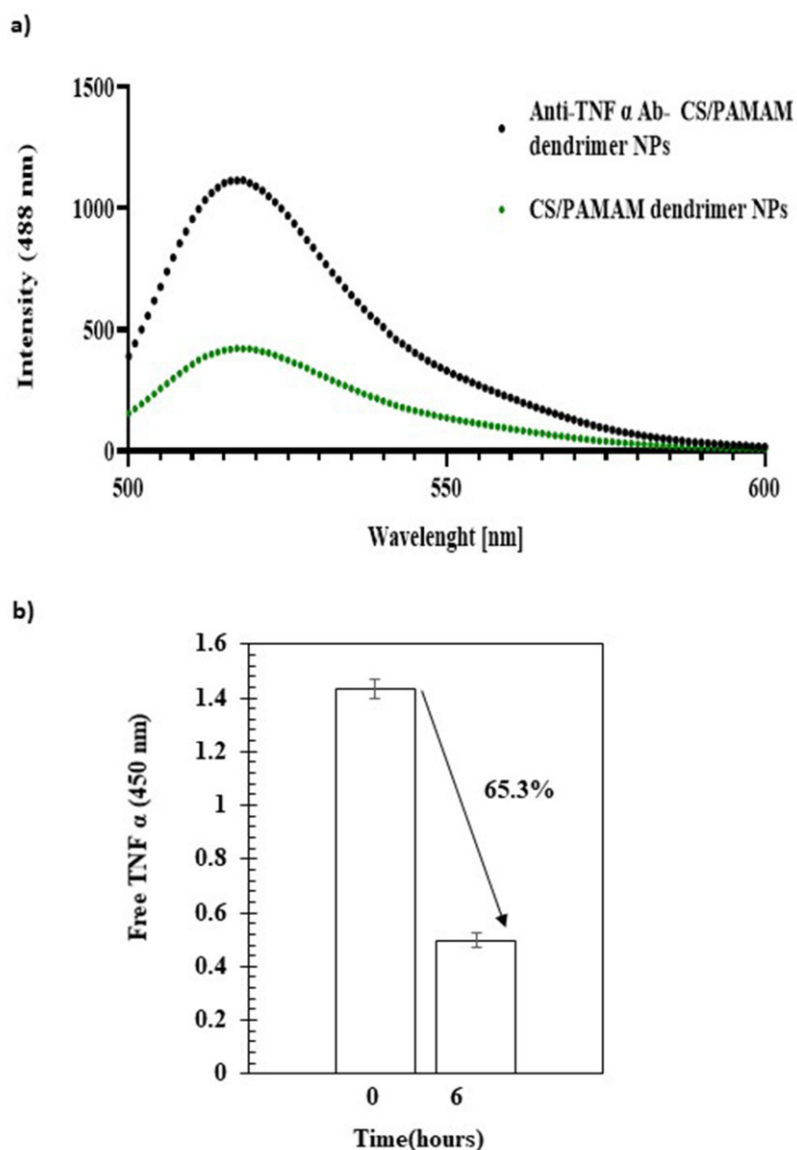 a)
1500
1000
500
0
Intensity (488 nm)
Anti-TNF α Ab- CS/PAMAM
dendrimer NPs
CS/PAMAM dendrimer NPs
500
550
600
Wavelenght [nm]
b)
1.6
1.4
1.2
1
0.8
0.6
0.4
0.2
0
Free TNF α (450 nm)
65.3%
0
6
Time(hours)